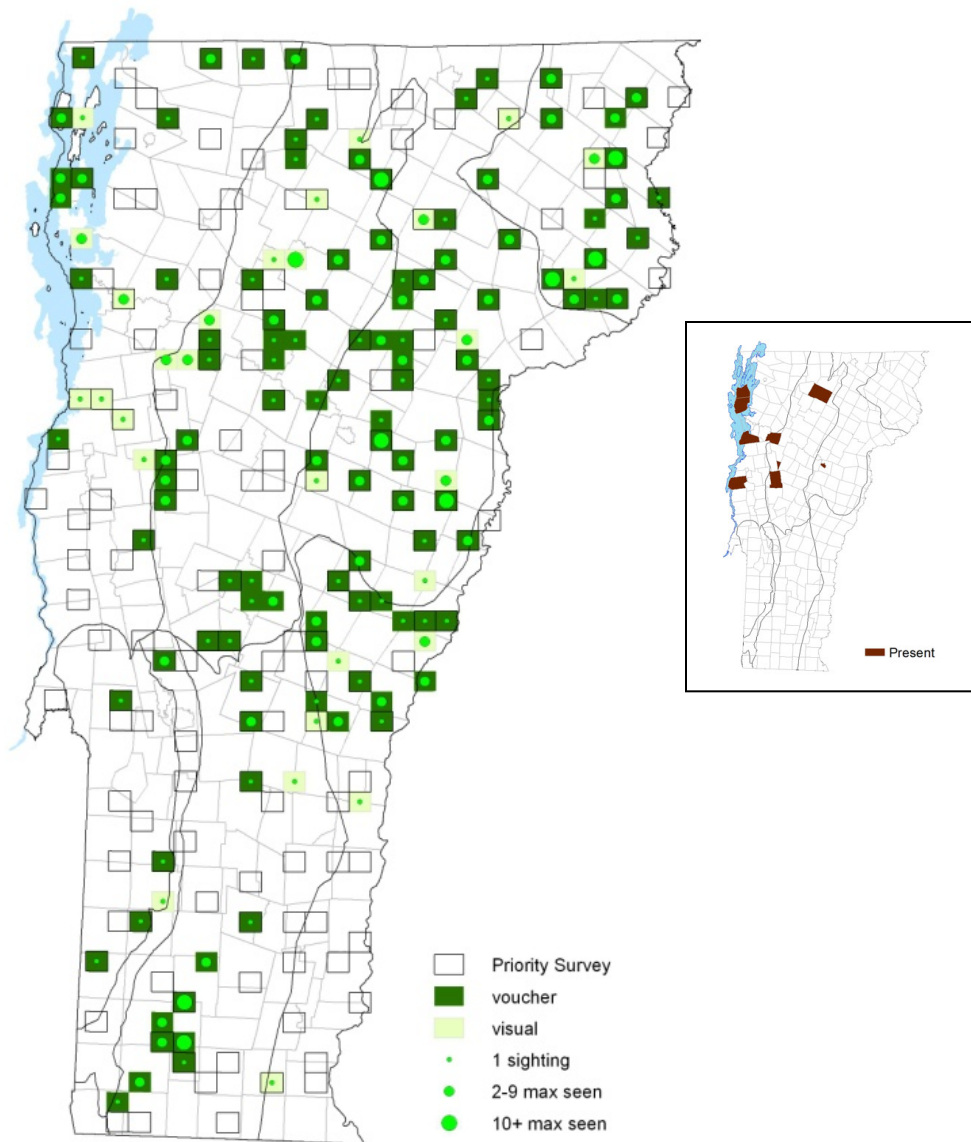 Present
Priority Survey
voucher
visual
1 sighting
2-9 max seen
10+ max seen